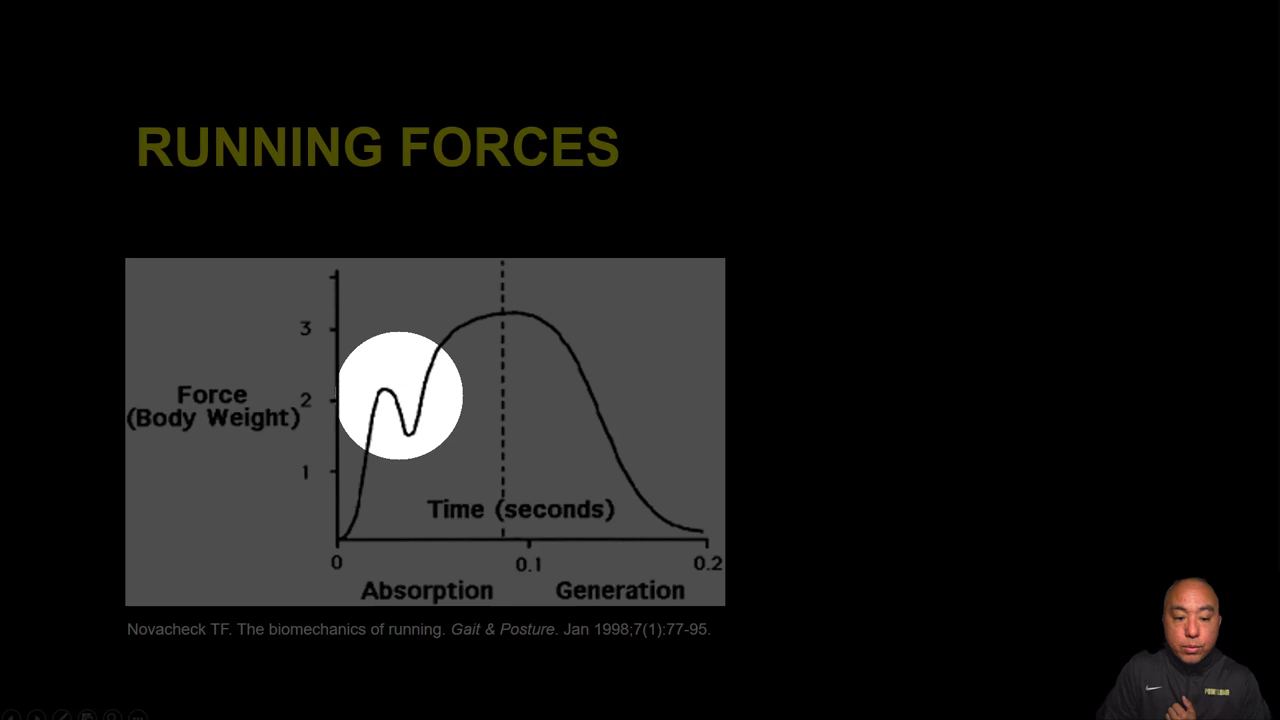 RUNNING FORCES
3
Force
2
(Body Weight)
1
Time (seconds)
0
0.1
0.2
Absorption
Generation
Novacheck TF. The biomechanics of running. Gait & Posture. Jan 1998;7(1):77-95.